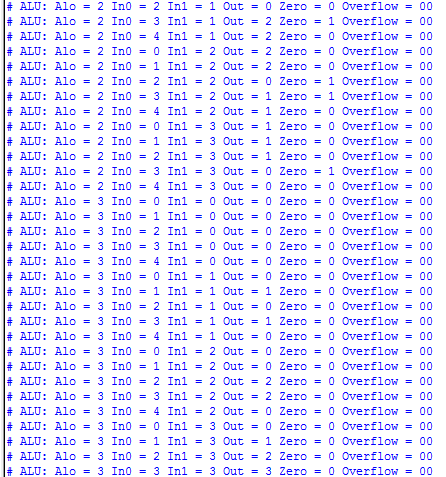 # ALU: Alo = 2 In0 = 2 In1 = 1 Out = 0 Zero = 0 Overflow = 00
# ALU: Alo = 2 In0 = 3 In1 = 1 Out = 2 Zero = 1 Overflow = 00
# ALU: Alo = 2 In0 = 4 In1 = 1 Out = 2 Zero = 0 Overflow = 00
# ALU: Alo = 2 In0 = 0 In1 = 2 Out = 2 Zero = 0 Overflow = 00
# ALU: Alo = 2 In0 = 1 In1 = 2 Out = 2 Zero = 0 Overflow = 00
# ALU: Alo = 2 In0 = 2 In1 = 2 Out = 0 Zero = 1 Overflow = 00
# ALU: Alo = 2 In0 = 3 In1 = 2 Out = 1 Zero = 1 Overflow = 00
# ALU: Alo = 2 In0 = 4 In1 = 2 Out = 1 Zero = 0 Overflow = 00
# ALU: Alo = 2 In0 = 0 In1 = 3 Out = 1 Zero = 0 Overflow = 00
# ALU: Alo = 2 In0 = 1 In1 = 3 Out = 1 Zero = 0 Overflow = 00
# ALU: Alo = 2 In0 = 2 In1 = 3 Out = 1 Zero = 0 Overflow = 00
# ALU: Alo = 2 In0 = 3 In1 = 3 Out = 0 Zero = 1 Overflow = 00
# ALU: Alo = 2 In0 = 4 In1 = 3 Out = 0 Zero = 0 Overflow = 00
# ALU: Alo = 3 In0 = 0 In1 = 0 Out = 0 Zero = 0 Overflow = 00
# ALU: Alo = 3 In0 = 1 In1 = 0 Out = 0 Zero = 0 Overflow = 00
# ALU: Alo = 3 In0 = 2 In1 = 0 Out = 0 Zero = 0 Overflow = 00
# ALU: Alo = 3 In0 = 3 In1 = 0 Out = 0 Zero = 0 Overflow = 00
# ALU: Alo = 3 In0 = 4 In1 = 0 Out = 0 Zero = 0 Overflow = 00
# ALU: Alo = 3 In0 = 0 In1 = 1 Out = 0 Zero = 0 Overflow = 00
# ALU: Alo = 3 In0 = 1 In1 = 1 Out = 1 Zero = 0 Overflow = 00
# ALU: Alo = 3 In0 = 2 In1 = 1 Out = 0 Zero = 0 Overflow = 00
# ALU: Alo = 3 In0 = 3 In1 = 1 Out = 1 Zero = 0 Overflow = 00
# ALU: Alo = 3 In0 = 4 In1 = 1 Out = 0 Zero = 0 Overflow = 00
# ALU: Alo = 3 In0 = 0 In1 = 2 Out = 0 Zero = 0 Overflow = 00
# ALU: Alo = 3 In0 = 1 In1 = 2 Out = 0 Zero = 0 Overflow = 00
# ALU: Alo = 3 In0 = 2 In1 = 2 Out = 2 Zero = 0 Overflow = 00
# ALU: Alo = 3 In0 = 3 In1 = 2 Out = 2 Zero = 0 Overflow = 00
# ALU: Alo = 3 In0 = 4 In1 = 2 Out = 0 Zero = 0 Overflow = 00
# ALU: Alo = 3 In0 = 0 In1 = 3 Out = 0 Zero = 0 Overflow = 00
# ALU: Alo = 3 In0 = 1 In1 = 3 Out = 1 Zero = 0 Overflow = 00
# ALU: Alo = 3 In0 = 2 In1 = 3 Out = 2 Zero = 0 Overflow = 00
# ALU: Alo = 3 In0 = 3 In1 = 3 Out = 3 Zero = 0 Overflow = 00